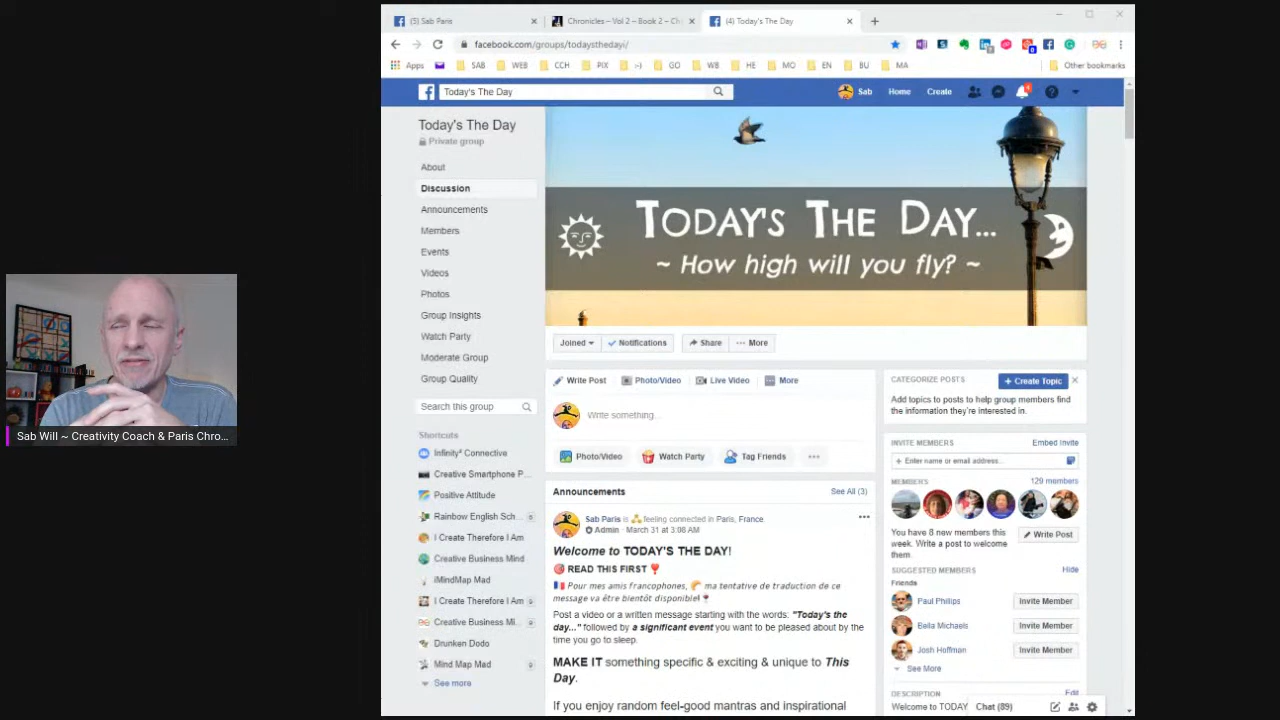 (5) Sab Paris
Chronicles – Vol 2 – Book 2 – Ch
(4) Today's The Day
facebook.com/groups/todaysthedayi/
Apps
SAB
WEB
CCH
PIX
:-)
GO
WB
HE
MO
EN
BU
MA
Other bookmarks
Today's The Day
Sab
Home
Create
Today's The Day
Private group
About
Discussion
Announcements
Members
Events
Videos
Photos
Group Insights
Watch Party
Moderate Group
Group Quality
Search this group
Shortcuts
Infinity⁴ Connective
Creative Smartphone P...
Positive Attitude
Rainbow English Sch...
I Create Therefore I Am
Creative Business Mind
iMindMap Mad
I Create Therefore I Am
Creative Business Mi...
Drunken Dodo
Mind Map Mad
See more
Sab Will ~ Creativity Coach & Paris Chro...
TODAY'S THE DAY...
~ How high will you fly? ~
Joined
Notifications
Share
More
Write Post
Photo/Video
Live Video
More
Write something...
Photo/Video
Watch Party
Tag Friends
Announcements
See All (3)
Sab Paris is feeling connected in Paris, France.
Admin · March 31 at 3:08 AM
Welcome to TODAY'S THE DAY!
READ THIS FIRST
Pour mes amis francophones, ma tentative de traduction de ce
message va être bientôt disponible!
Post a video or a written message starting with the words: "Today's the
day..." followed by a significant event you want to be pleased about by the
time you go to sleep.
MAKE IT something specific & exciting & unique to This
Day.
If you enjoy random feel-good mantras and inspirational
CATEGORIZE POSTS
+ Create Topic
Add topics to posts to help group members find
the information they're interested in.
INVITE MEMBERS
Embed Invite
+ Enter name or email address...
MEMBERS
129 members
You have 8 new members this
week. Write a post to welcome
them.
Write Post
SUGGESTED MEMBERS
Hide
Friends
Paul Phillips
Invite Member
Bella Michaels
Invite Member
Josh Hoffman
Invite Member
See More
DESCRIPTION
Edit
Welcome to TODAY
Chat (89)